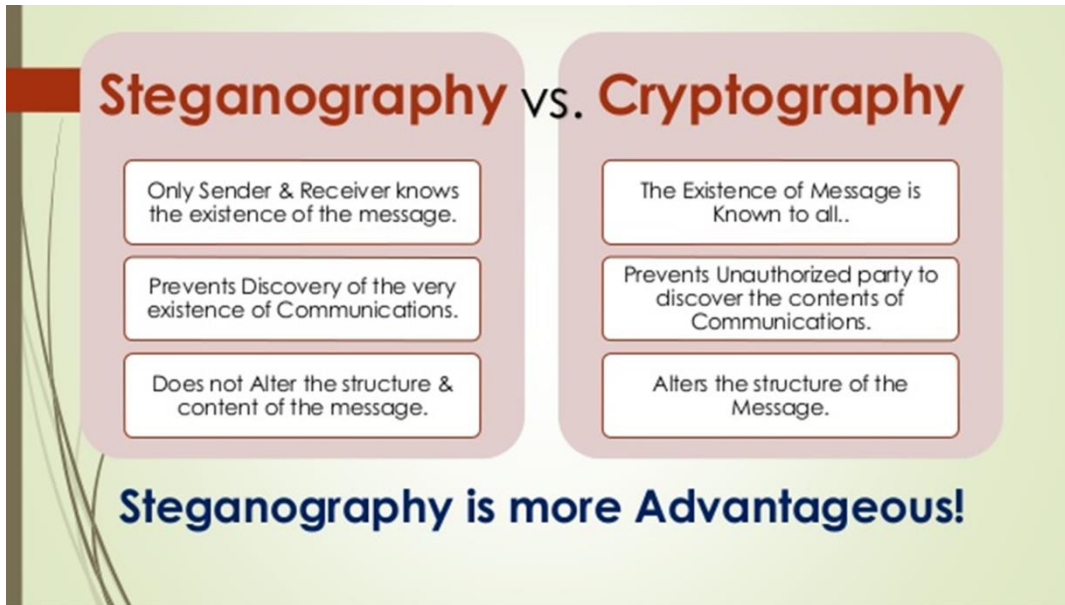 Steganography vs. Cryptography
Only Sender & Receiver knows
the existence of the message.
Prevents Discovery of the very
existence of Communications.
Does not Alter the structure &
content of the message.
The Existence of Message is
Known to all..
Prevents Unauthorized party to
discover the contents of
Communications.
Alters the structure of the
Message.
Steganography is more Advantageous!